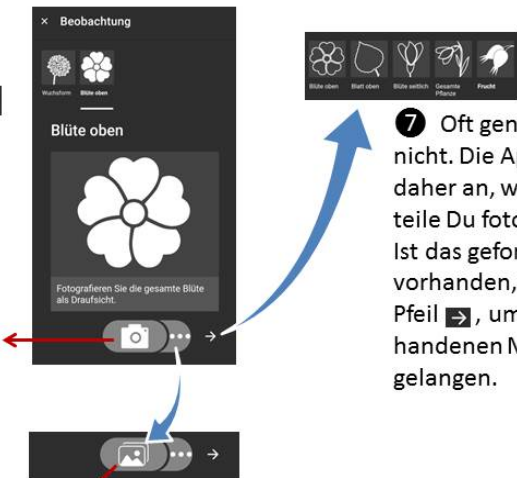 × Beobachtung
Wuchsform Blüte oben
Blüte oben
Fotografieren Sie die gesamte Blüte
als Draufsicht.
Blüte oben Blatt oben Blüte seitlich Gesamte Pflanze Frucht
7 Oft gen
nicht. Die A
daher an, w
teile Du foto
Ist das gefor
vorhanden,
Pfeil →, um
handenen M
gelangen.